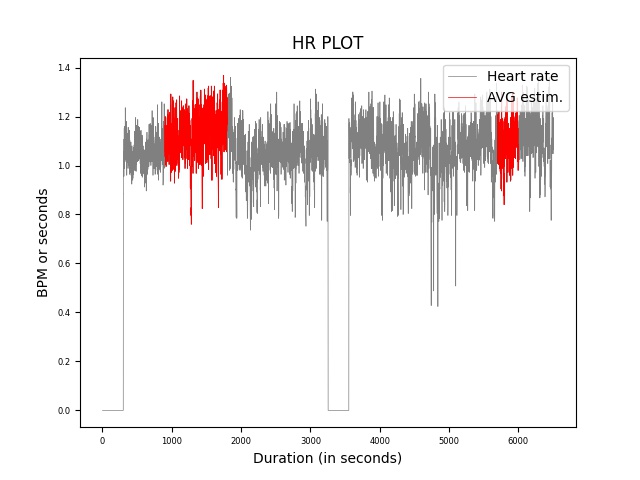 HR PLOT
Heart rate
AVG estim.
1.4
1.2
1.0
0.8
0.6
0.4
0.2
0.0
BPM or seconds
0 1000 2000 3000 4000 5000 6000
Duration (in seconds)